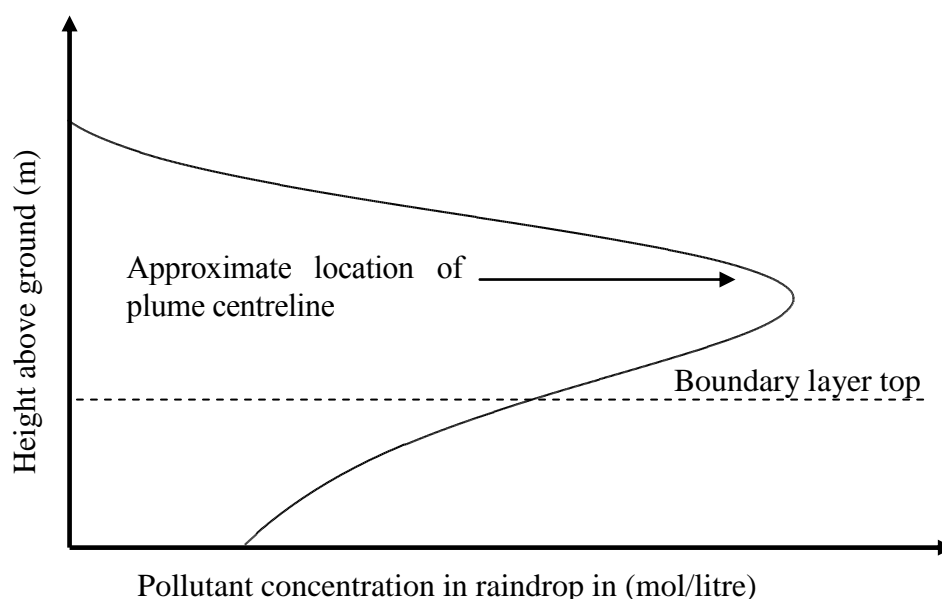 Height above ground (m)
Approximate location of
plume centreline
Boundary layer top
Pollutant concentration in raindrop in (mol/litre)